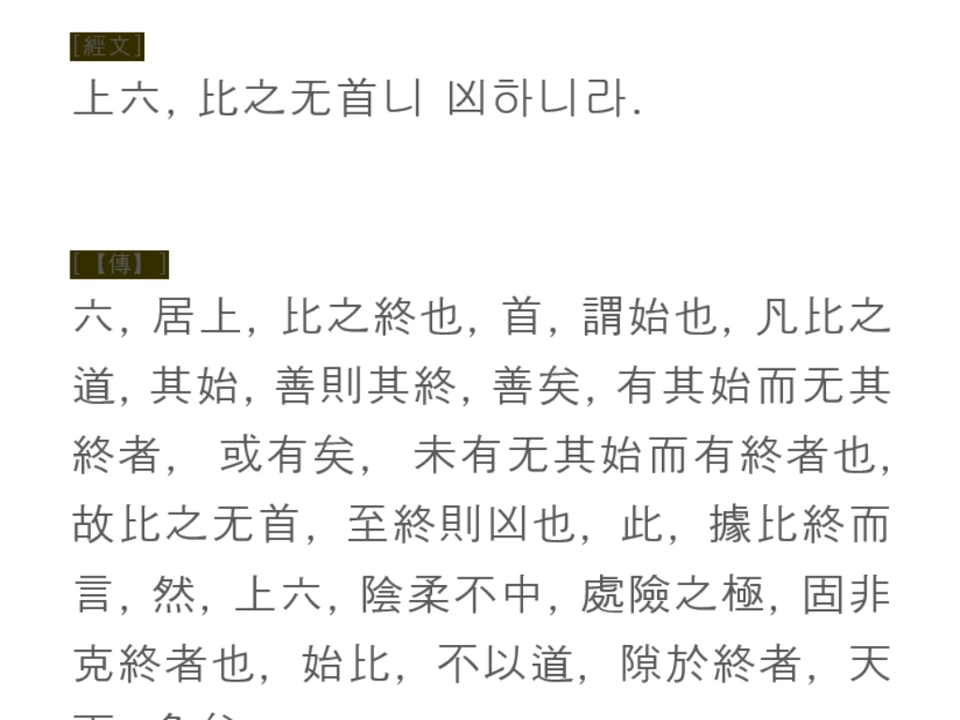 [經文]
上六, 比之无首니 凶하니라.
[【傳】]
六, 居上, 比之終也, 首, 謂始也, 凡比之
道, 其始, 善則其終, 善矣, 有其始而无其
終者, 或有矣, 未有无其始而有終者也,
故比之无首, 至終則凶也, 此, 據比終而
言, 然, 上六, 陰柔不中, 處險之極, 固非
克終者也, 始比, 不以道, 隙於終者, 天